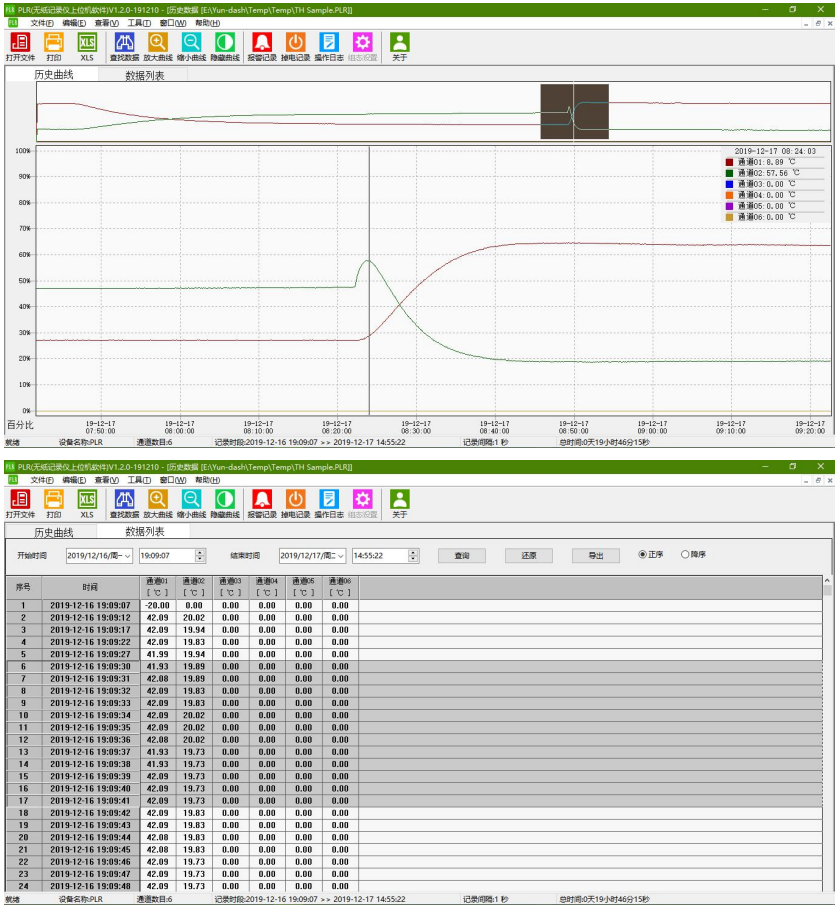 PLR(无纸记录仪上位机软件)V1.2.0-191210 - [历史数据 [E:\Yun-dash\Temp\Temp\TH Sample.PLR]]
文件(F) 编辑(E) 查看(V) 工具(T) 窗口(W) 帮助(H)
打开文件 打印 XLS 查找数据 放大曲线 缩小曲线 隐藏曲线 报警记录 掉电记录 操作日志 组态设置 关于
历史曲线 数据列表
2019-12-17 08:24:03
通道01:8.89 ℃
通道02:57.56 ℃
通道03:0.00 ℃
通道04:0.00 ℃
通道05:0.00 ℃
通道06:0.00 ℃
100%
90%
80%
70%
60%
50%
40%
30%
20%
10%
0%
百分比
19-12-17 19-12-17 19-12-17 19-12-17 19-12-17 19-12-17 19-12-17 19-12-17 19-12-17 19-12-17
07:50:00 08:00:00 08:10:00 08:20:00 08:30:00 08:40:00 08:50:00 09:00:00 09:10:00 09:20:00
就绪 设备名称:PLR 通道数目:6 记录时段:2019-12-16 19:09:07 >> 2019-12-17 14:55:22 记录间隔:1 秒 总时间:0天19小时46分15秒
PLR(无纸记录仪上位机软件)V1.2.0-191210 - [历史数据 [E:\Yun-dash\Temp\Temp\TH Sample.PLR]]
文件(F) 编辑(E) 查看(V) 工具(T) 窗口(W) 帮助(H)
打开文件 打印 XLS 查找数据 放大曲线 缩小曲线 隐藏曲线 报警记录 掉电记录 操作日志 组态设置 关于
历史曲线 数据列表
开始时间 2019/12/16/周一 19:09:07 结束时间 2019/12/17/周二 14:55:22 查询 还原 导出 正序 降序
序号 时间 通道01 通道02 通道03 通道04 通道05 通道06
[ ℃ ] [ ℃ ] [ ℃ ] [ ℃ ] [ ℃ ] [ ℃ ]
1 2019-12-16 19:09:07 -20.00 0.00 0.00 0.00 0.00 0.00
2 2019-12-16 19:09:12 42.09 20.02 0.00 0.00 0.00 0.00
3 2019-12-16 19:09:17 42.09 19.94 0.00 0.00 0.00 0.00
4 2019-12-16 19:09:22 42.09 19.83 0.00 0.00 0.00 0.00
5 2019-12-16 19:09:27 41.99 19.94 0.00 0.00 0.00 0.00
6 2019-12-16 19:09:30 41.93 19.89 0.00 0.00 0.00 0.00
7 2019-12-16 19:09:31 42.08 19.89 0.00 0.00 0.00 0.00
8 2019-12-16 19:09:32 42.09 19.83 0.00 0.00 0.00 0.00
9 2019-12-16 19:09:33 42.09 19.83 0.00 0.00 0.00 0.00
10 2019-12-16 19:09:34 42.09 20.02 0.00 0.00 0.00 0.00
11 2019-12-16 19:09:35 42.09 20.02 0.00 0.00 0.00 0.00
12 2019-12-16 19:09:36 42.08 20.02 0.00 0.00 0.00 0.00
13 2019-12-16 19:09:37 41.93 19.73 0.00 0.00 0.00 0.00
14 2019-12-16 19:09:38 41.93 19.73 0.00 0.00 0.00 0.00
15 2019-12-16 19:09:39 42.09 19.73 0.00 0.00 0.00 0.00
16 2019-12-16 19:09:40 42.09 19.73 0.00 0.00 0.00 0.00
17 2019-12-16 19:09:41 42.09 19.73 0.00 0.00 0.00 0.00
18 2019-12-16 19:09:42 42.09 19.83 0.00 0.00 0.00 0.00
19 2019-12-16 19:09:43 42.09 19.83 0.00 0.00 0.00 0.00
20 2019-12-16 19:09:44 42.08 19.83 0.00 0.00 0.00 0.00
21 2019-12-16 19:09:45 42.08 19.83 0.00 0.00 0.00 0.00
22 2019-12-16 19:09:46 42.09 19.73 0.00 0.00 0.00 0.00
23 2019-12-16 19:09:47 42.09 19.73 0.00 0.00 0.00 0.00
24 2019-12-16 19:09:48 42.09 19.73 0.00 0.00 0.00 0.00
就绪 设备名称:PLR 通道数目:6 记录时段:2019-12-16 19:09:07 >> 2019-12-17 14:55:22 记录间隔:1 秒 总时间:0天19小时46分15秒